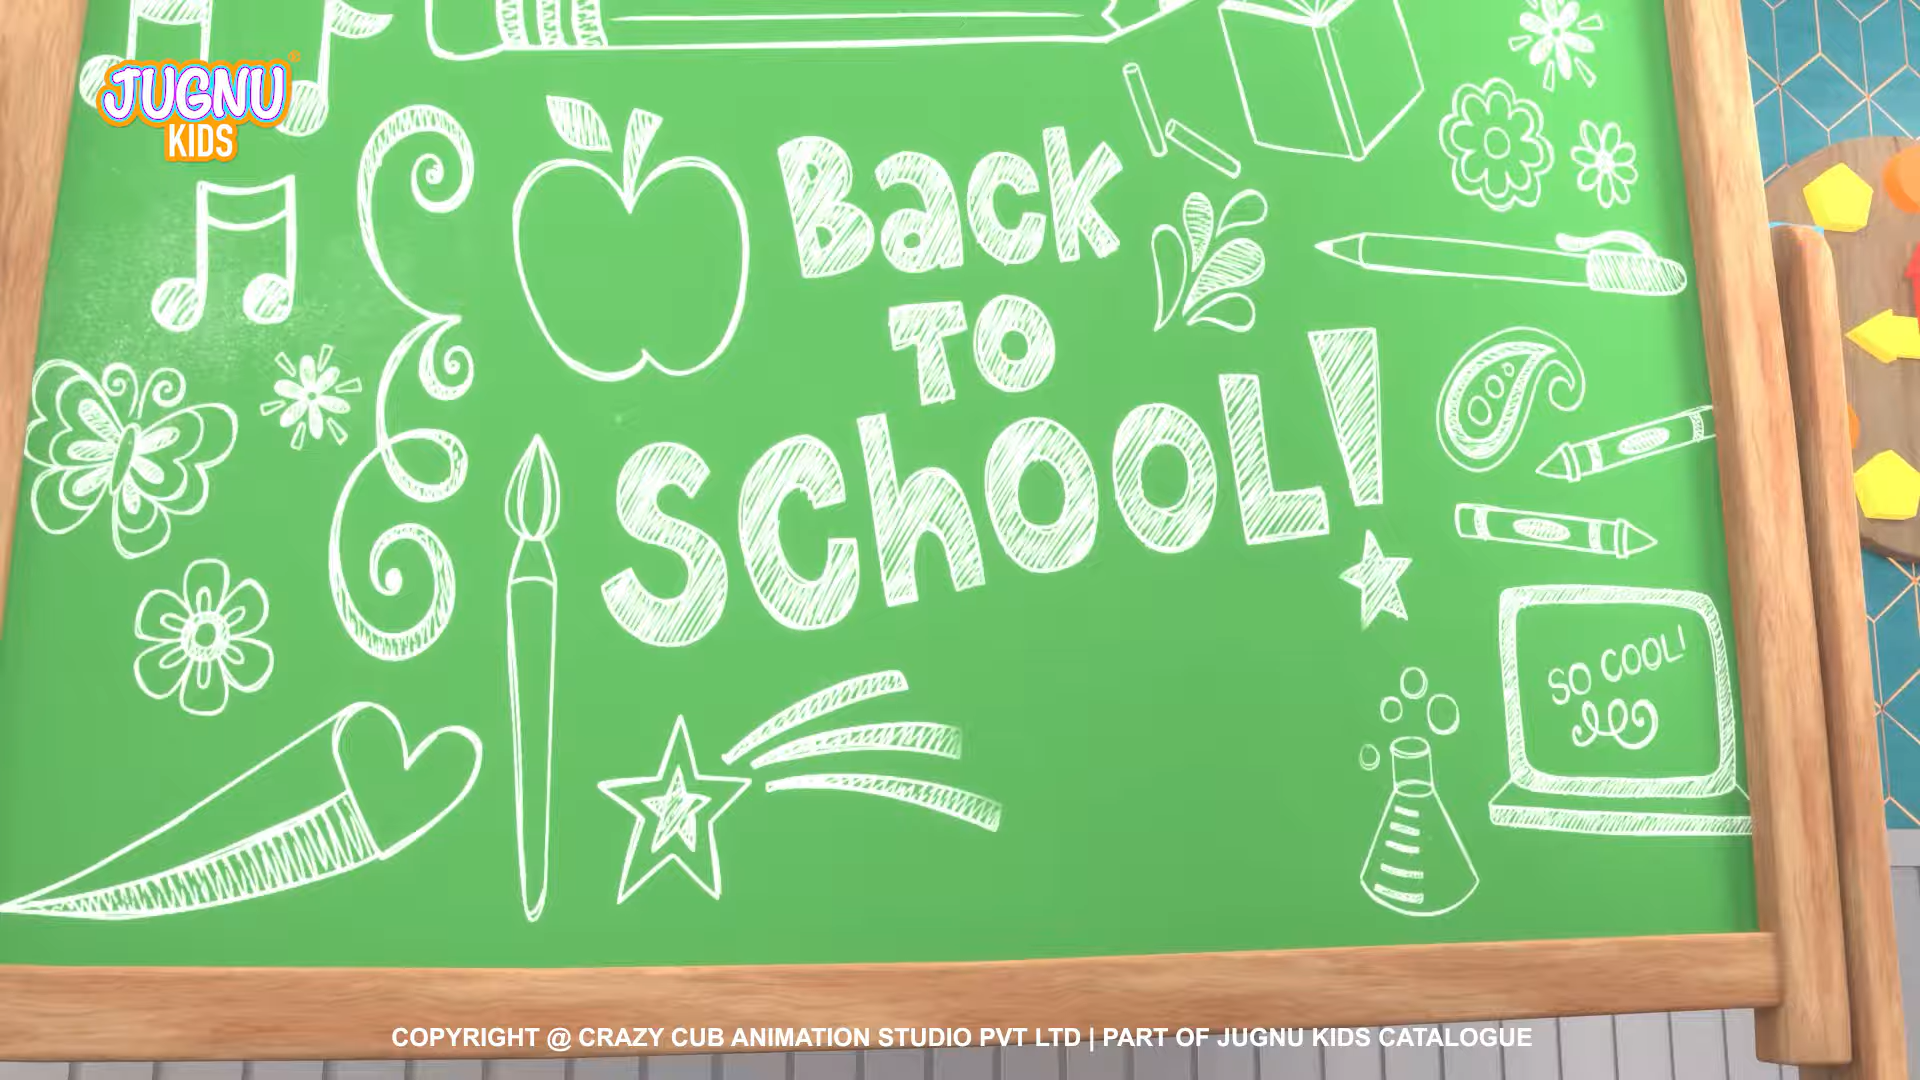 JUGNU
KIDS
Back
TO
SchooL!
SO COOL!
COPYRIGHT @ CRAZY CUB ANIMATION STUDIO PVT LTD | PART OF JUGNU KIDS CATALOGUE